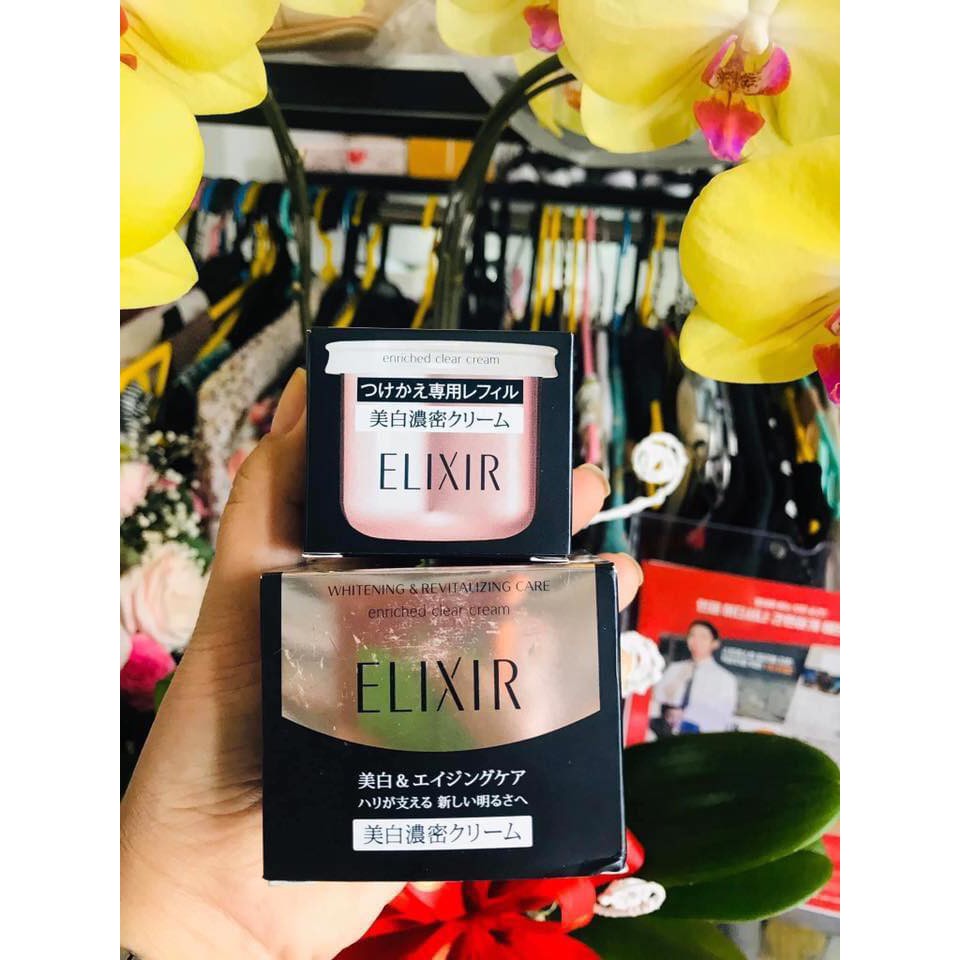 enriched clear cream
つけかえ専用レフィル
美白濃密クリーム
ELIXIR
WHITENING & REVITALIZING CARE
enriched clear cream
ELIXIR
美白&エイジングケア
ハリが支える 新しい明るさへ
美白濃密クリーム